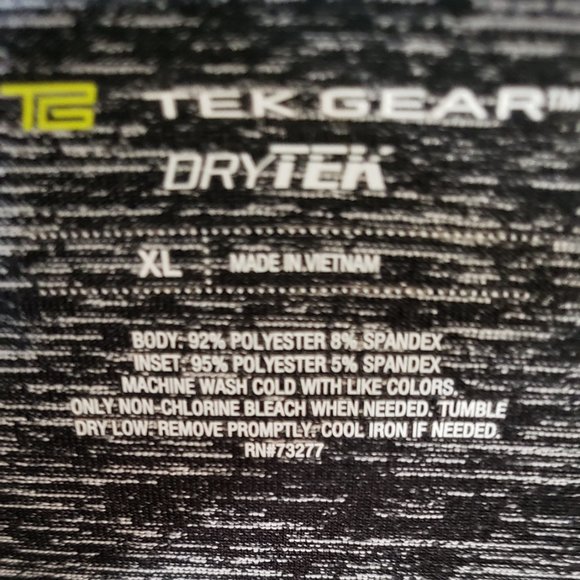 TG TEK GEAR™
DRYTEK
XL MADE IN VIETNAM
BODY: 92% POLYESTER 8% SPANDEX
INSET: 95% POLYESTER 5% SPANDEX
MACHINE WASH COLD WITH LIKE COLORS.
ONLY NON-CHLORINE BLEACH WHEN NEEDED. TUMBLE
DRY LOW. REMOVE PROMPTLY. COOL IRON IF NEEDED.
RN#73277